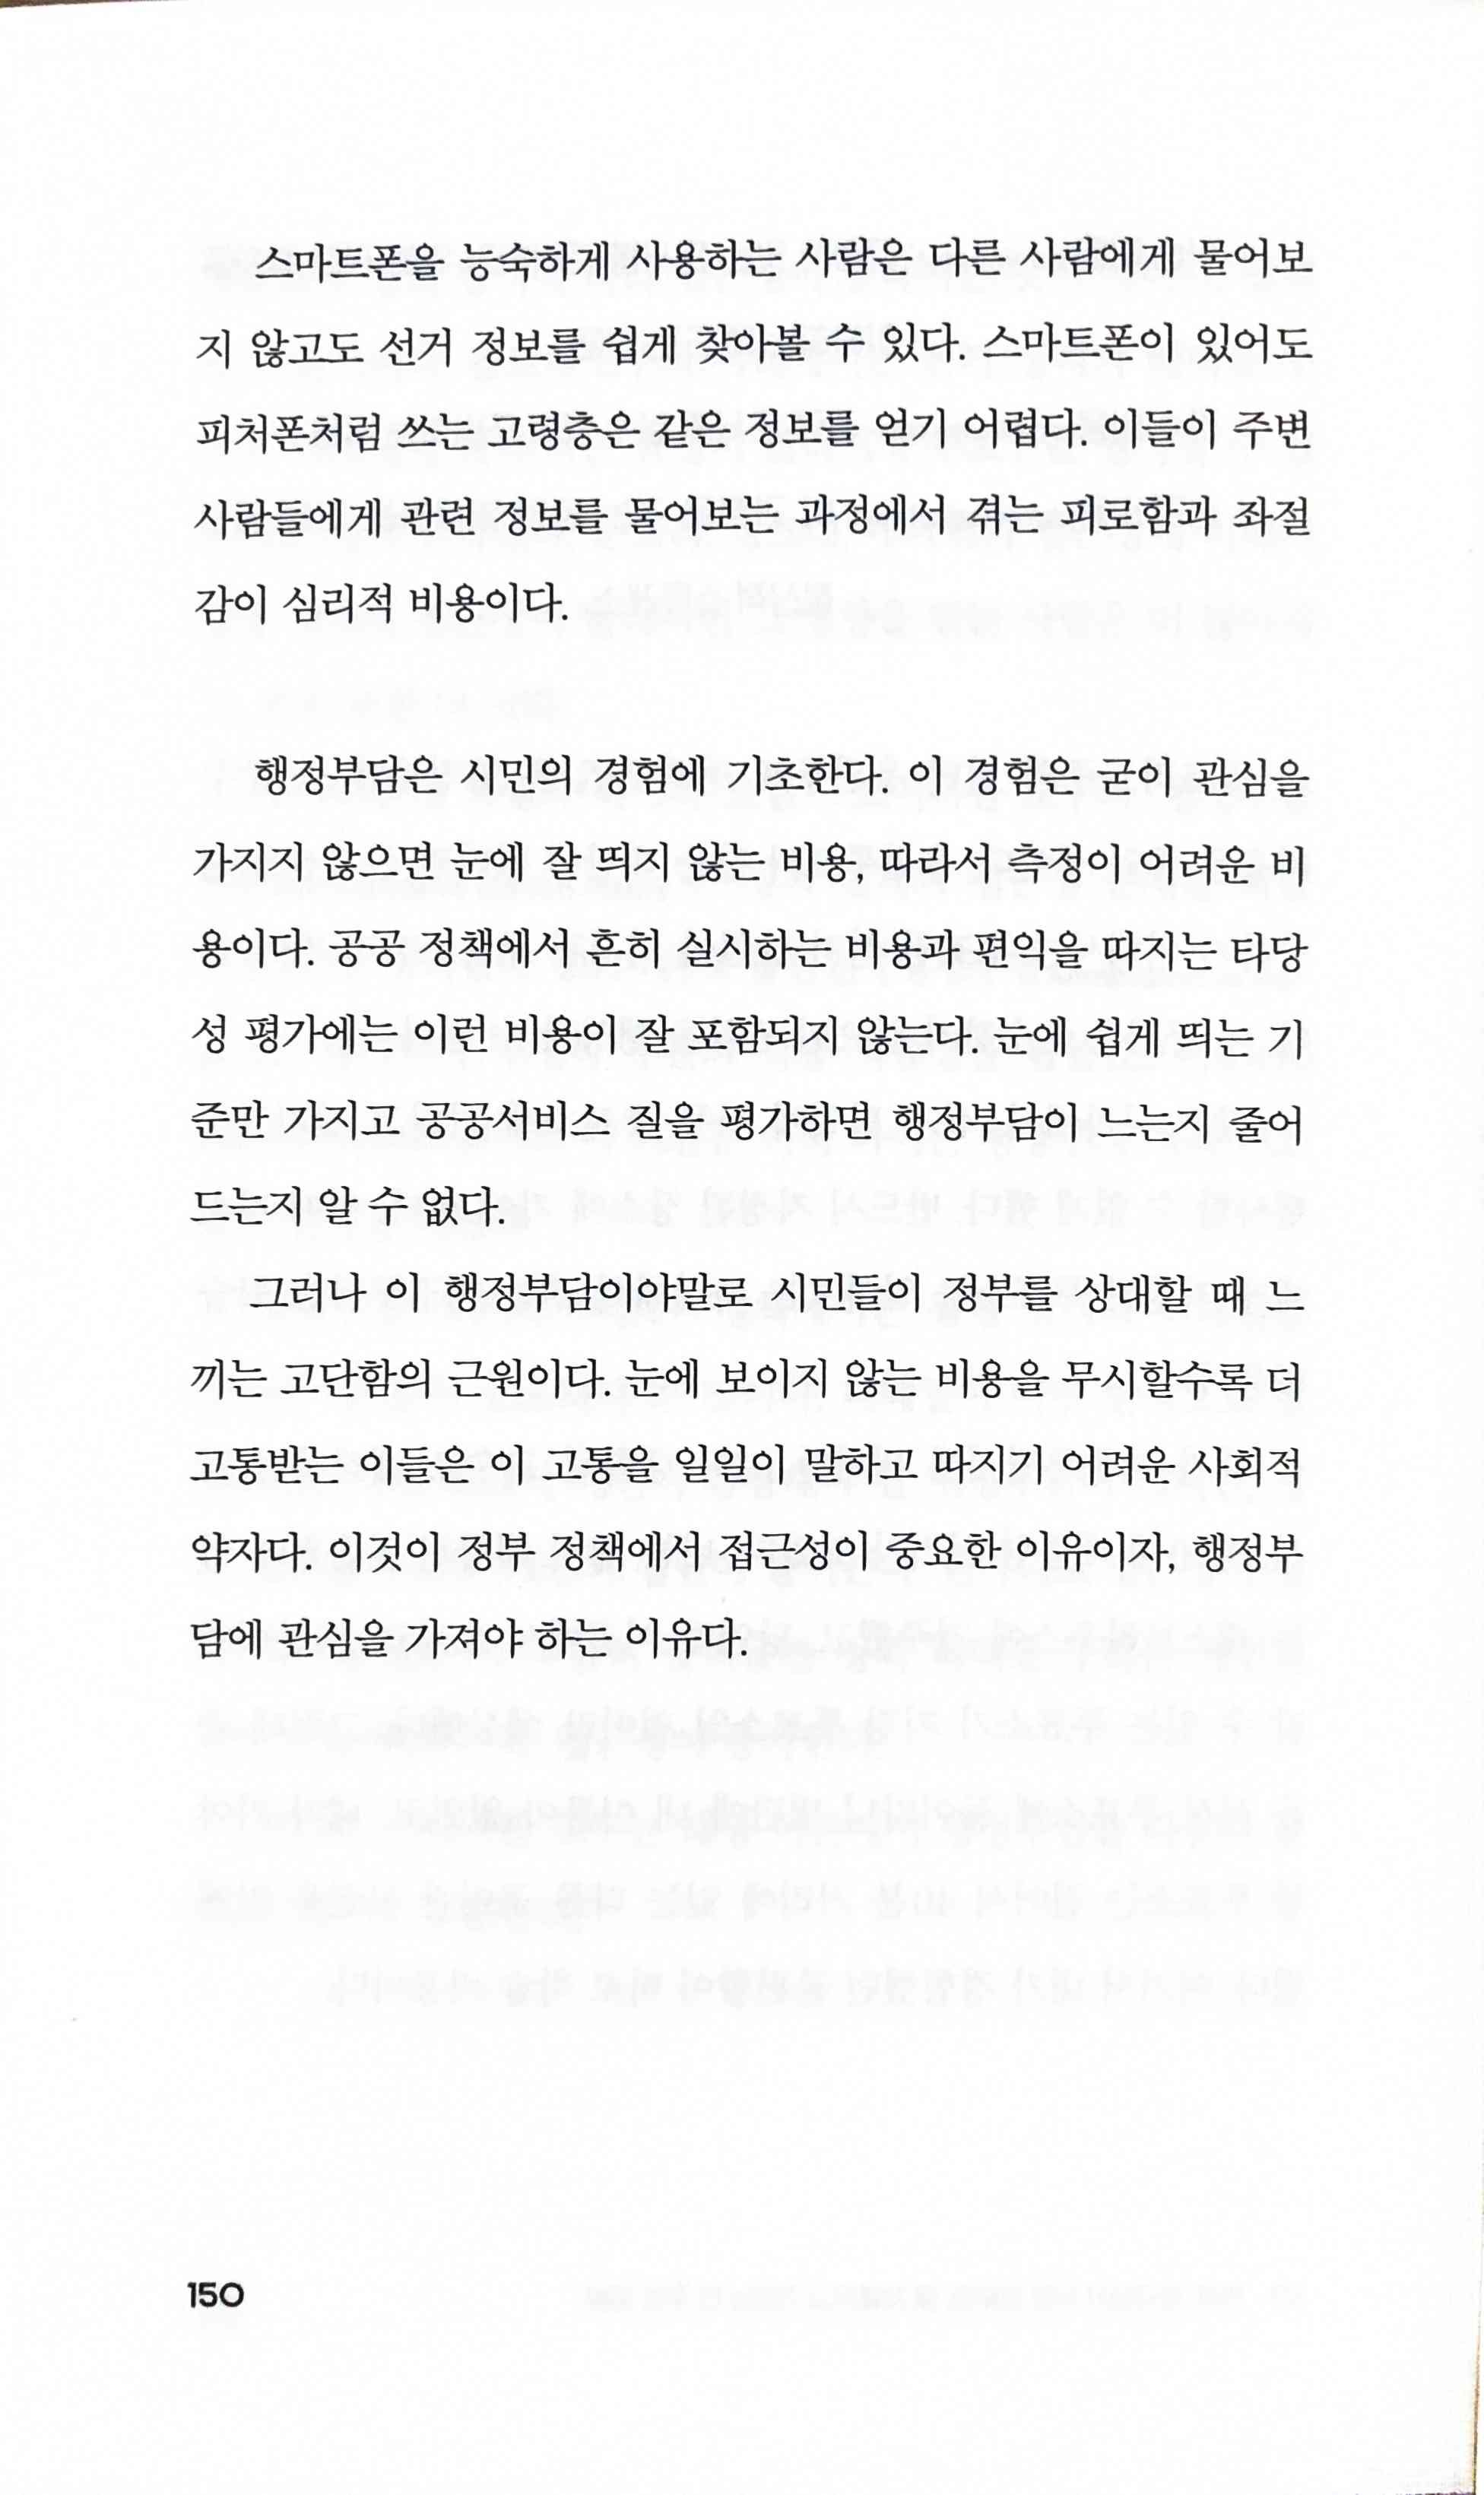 스마트폰을 능숙하게 사용하는 사람은 다른 사람에게 물어보
지 않고도 선거 정보를 쉽게 찾아볼 수 있다. 스마트폰이 있어도
피처폰처럼 쓰는 고령층은 같은 정보를 얻기 어렵다. 이들이 주변
사람들에게 관련 정보를 물어보는 과정에서 겪는 피로함과 좌절
감이 심리적 비용이다.
행정부담은 시민의 경험에 기초한다. 이 경험은 굳이 관심을
가지지 않으면 눈에 잘 띄지 않는 비용, 따라서 측정이 어려운 비
용이다. 공공 정책에서 흔히 실시하는 비용과 편익을 따지는 타당
성 평가에는 이런 비용이 잘 포함되지 않는다. 눈에 쉽게 띄는 기
준만 가지고 공공서비스 질을 평가하면 행정부담이 느는지 줄어
드는지 알 수 없다.
그러나 이 행정부담이야말로 시민들이 정부를 상대할 때 느
끼는 고단함의 근원이다. 눈에 보이지 않는 비용을 무시할수록 더
고통받는 이들은 이 고통을 일일이 말하고 따지기 어려운 사회적
약자다. 이것이 정부 정책에서 접근성이 중요한 이유이자, 행정부
담에 관심을 가져야 하는 이유다.
150